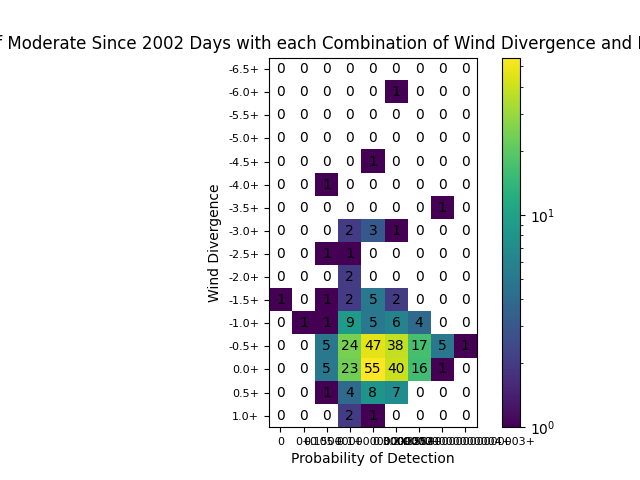 f Moderate Since 2002 Days with each Combination of Wind Divergence and
-6.5+ 0 0 0 0 0 0 0 0 0
-6.0+ 0 0 0 0 0 1 0 0 0
-5.5+ 0 0 0 0 0 0 0 0 0
-5.0+ 0 0 0 0 0 0 0 0 0
-4.5+ 0 0 0 0 1 0 0 0 0
-4.0+ 0 0 1 0 0 0 0 0 0
-3.5+ 0 0 0 0 0 0 0 1 0
-3.0+ 0 0 0 2 3 1 0 0 0
-2.5+ 0 0 1 1 0 0 0 0 0
-2.0+ 0 0 0 2 0 0 0 0 0
-1.5+ 1 0 1 2 5 2 0 0 0
-1.0+ 0 1 1 9 5 6 4 0 0
-0.5+ 0 0 5 24 47 38 17 5 1
0.0+ 0 0 5 23 55 40 16 1 0
0.5+ 0 0 1 4 8 7 0 0 0
1.0+ 0 0 0 2 1 0 0 0 0
0
Probability of Detection
Wind Divergence
10^1
10^0